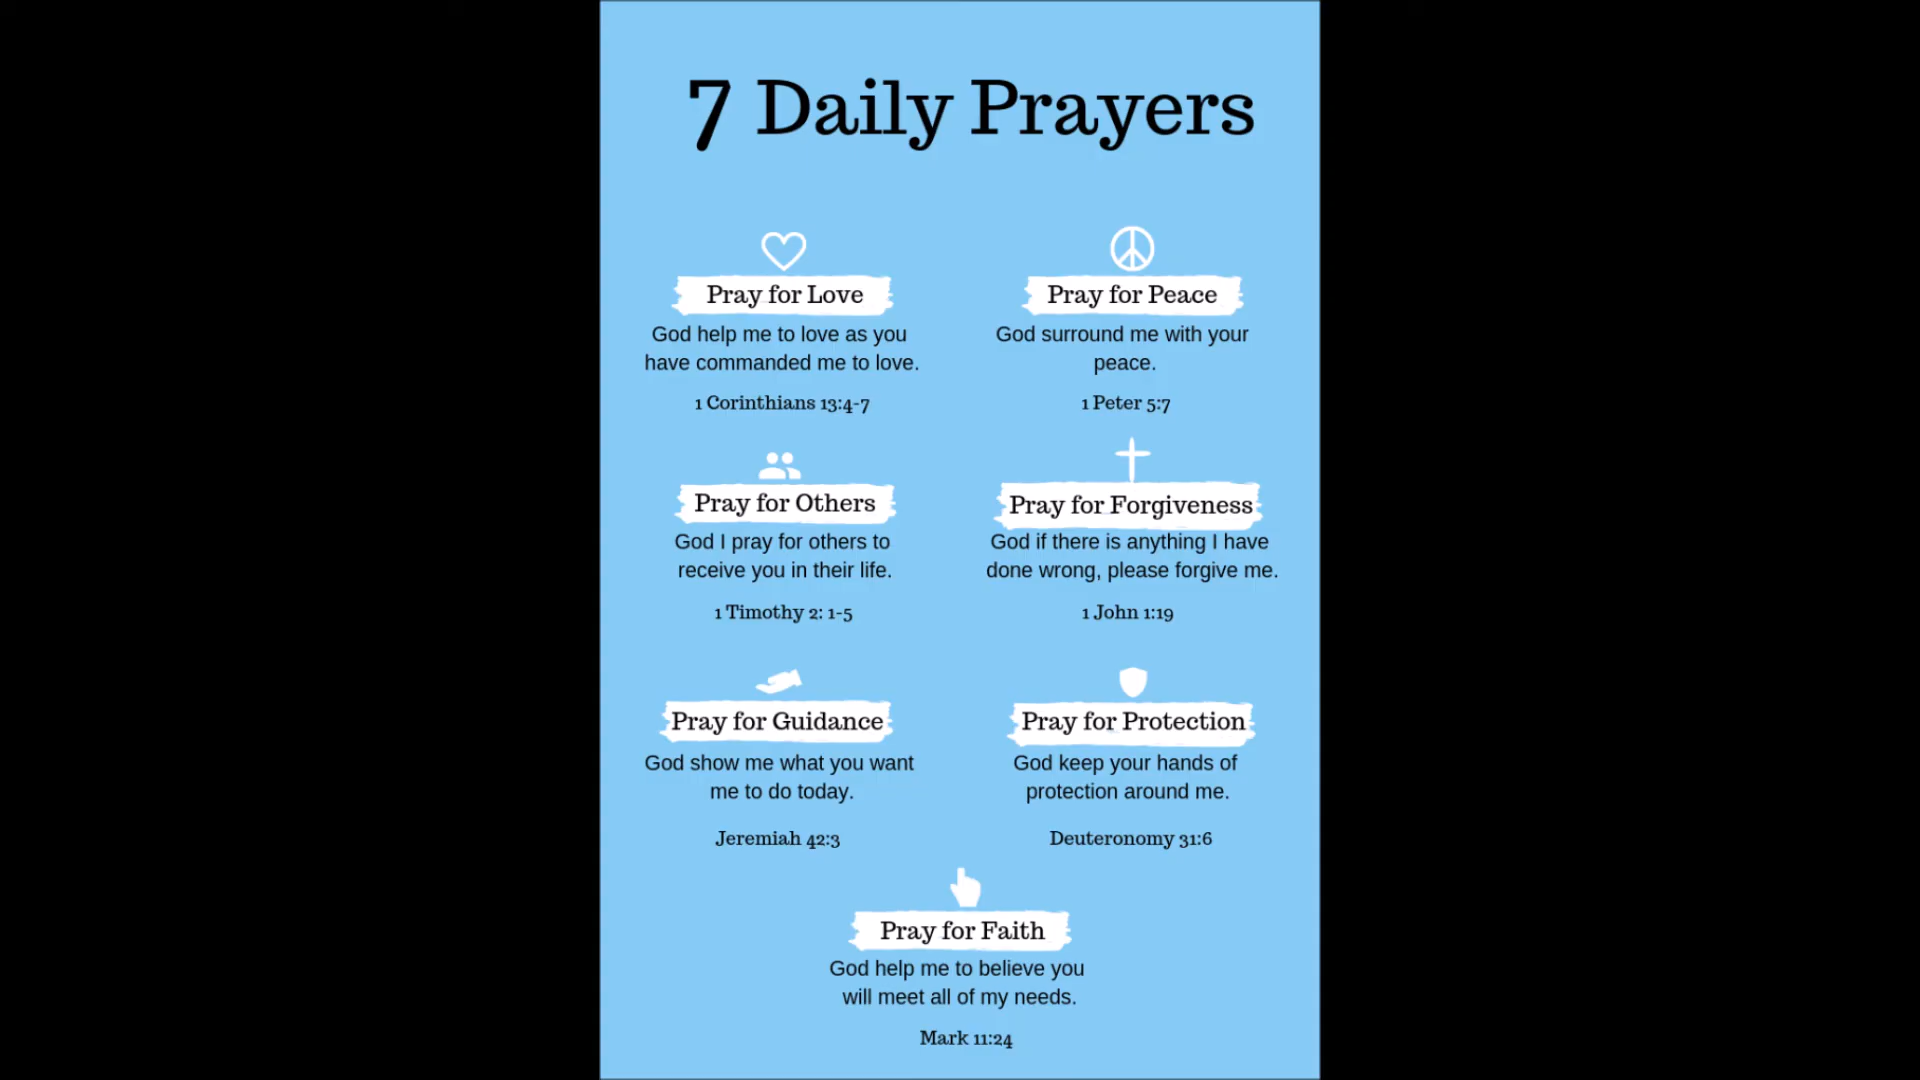 7 Daily Prayers
Pray for Love
God help me to love as you
have commanded me to love.
1 Corinthians 13:4-7
Pray for Peace
God surround me with your
peace.
1 Peter 5:7
Pray for Others
God I pray for others to
receive you in their life.
1 Timothy 2: 1-5
Pray for Forgiveness
God if there is anything I have
done wrong, please forgive me.
1 John 1:19
Pray for Guidance
God show me what you want
me to do today.
Jeremiah 42:3
Pray for Protection
God keep your hands of
protection around me.
Deuteronomy 31:6
Pray for Faith
God help me to believe you
will meet all of my needs.
Mark 11:24